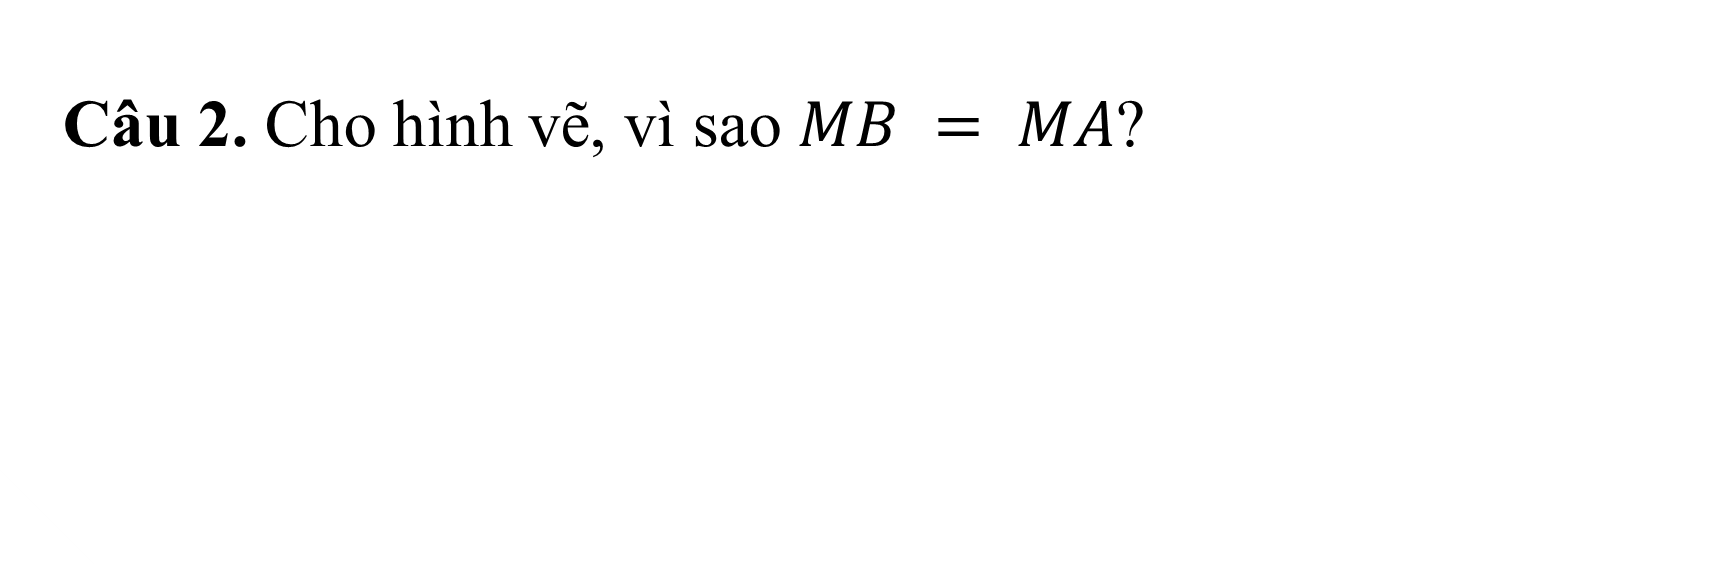 Câu 2. Cho hình vẽ, vì sao MB = MA?